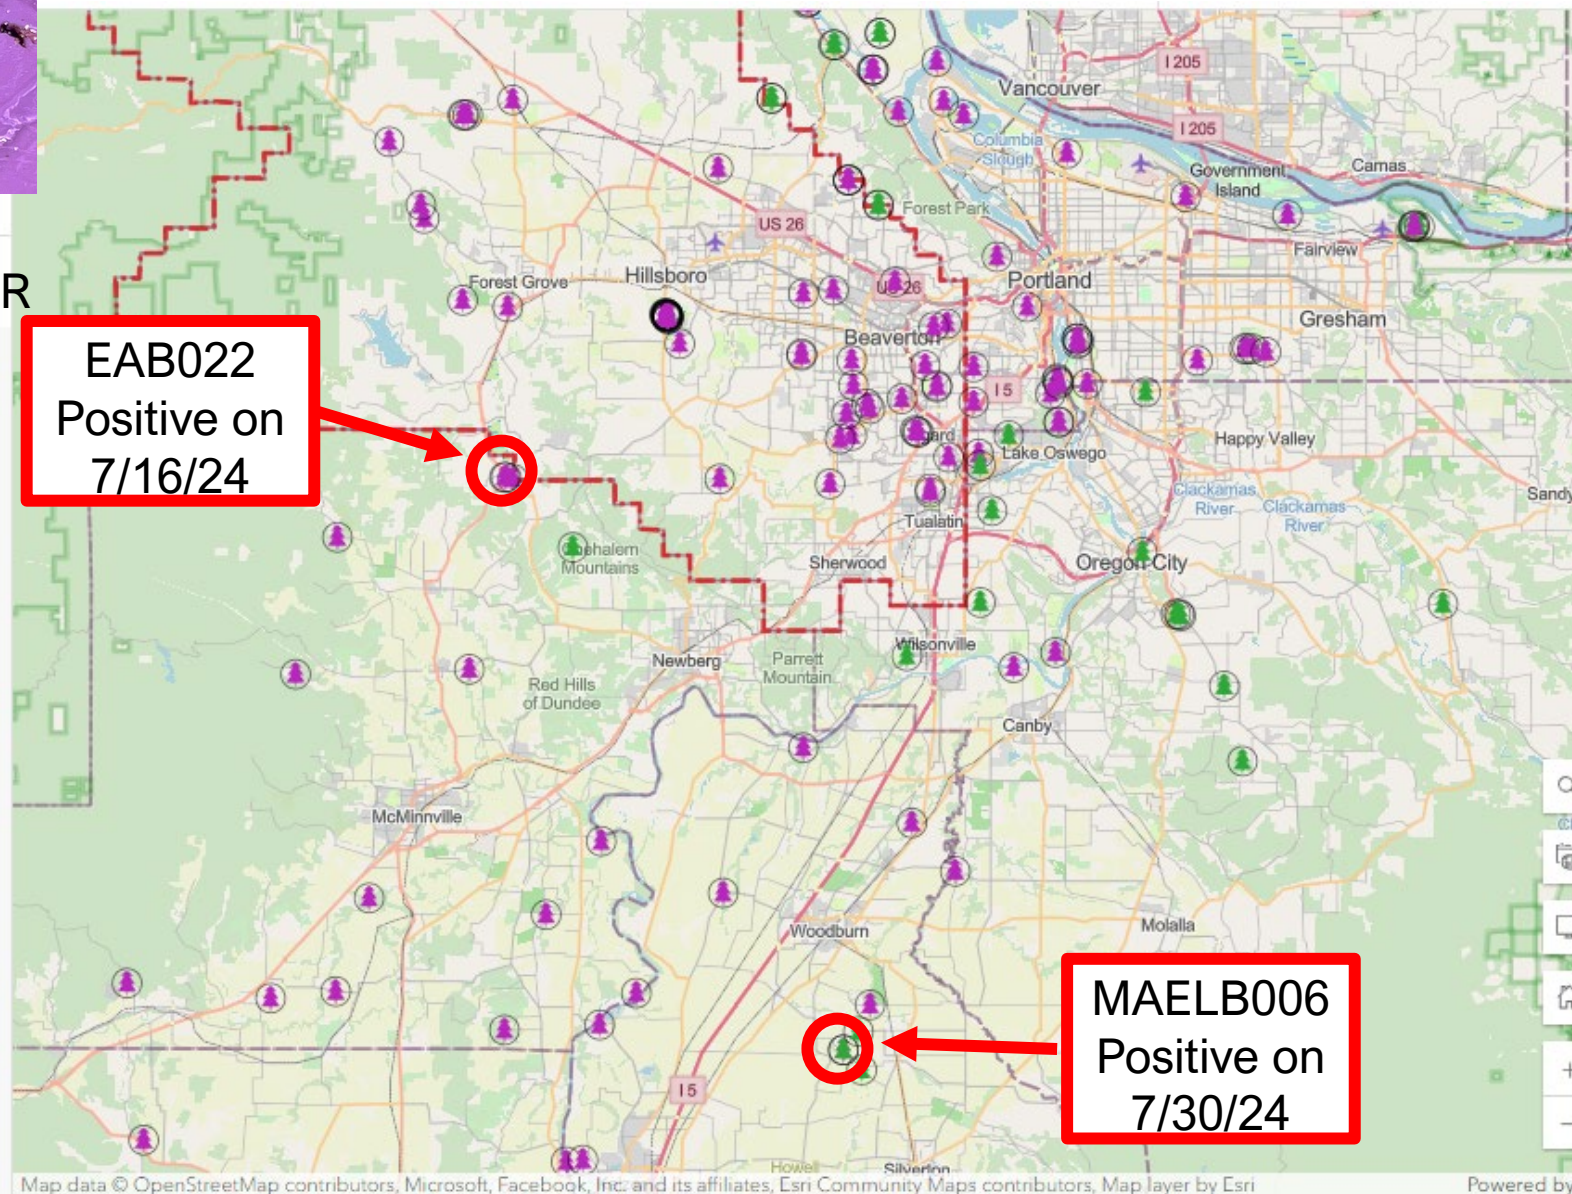 I 205
Vancouver
I 205
Columbia
Slough
Government
Island
Camas
Forest Park
US 26
Fairview
R
Forest Grove
Hillsboro
US 26
Portland
Gresham
Beaverton
EAB022
Positive on
7/16/24
I 5
Happy Valley
Lake Oswego
Clackamas
River
Clackamas
River
Sandy
Tualatin
Chehalem
Mountains
Sherwood
Oregon City
Wilsonville
Newberg
Parrett
Mountain
Red Hills
of Dundee
Canby
McMinnville
Woodburn
Molalla
MAELB006
Positive on
7/30/24
I 5
Howell
Silverton
Map data © OpenStreetMap contributors, Microsoft, Facebook, Inc. and its affiliates, Esri Community Maps contributors, Map layer by Esri
Powered by